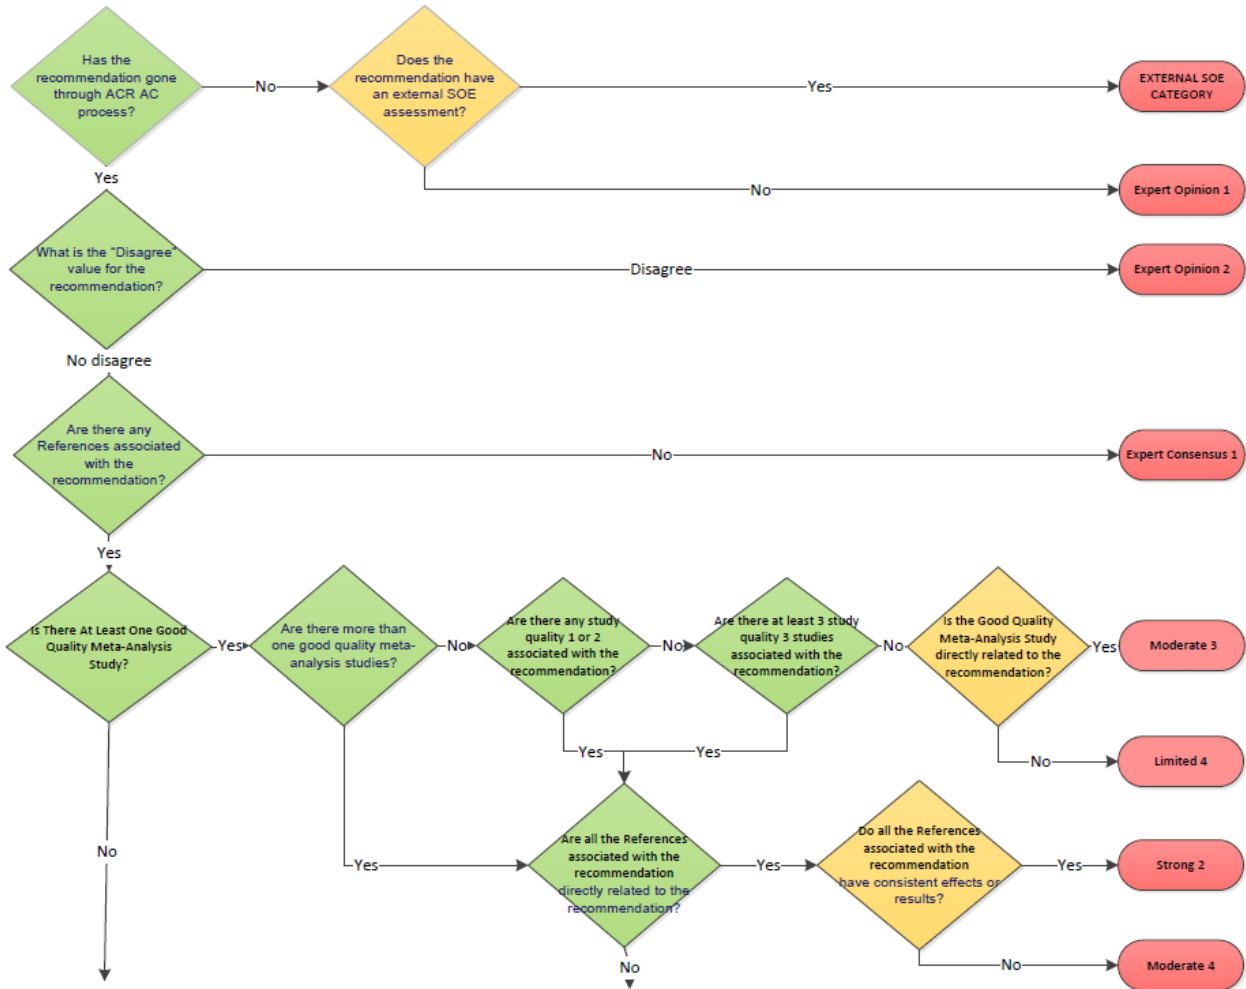 Has the
recommendation gone
through ACR AC
process?
No
Does the
recommendation have
an external SOE
assessment?
Yes
EXTERNAL SOE
CATEGORY
Yes
No
Expert Opinion 1
What is the "Disagree"
value for the
recommendation?
Disagree
Expert Opinion 2
No disagree
Are there any
References associated
with the
recommendation?
No
Expert Consensus 1
Yes
Is There At Least One Good
Quality Meta-Analysis
Study?
Yes
Are there more than
one good quality meta-
analysis studies?
No
Are there any study
quality 1 or 2
associated with the
recommendation?
No
Are there at least 3 study
quality 3 studies
associated with the
recommendation?
No
Is the Good Quality
Meta-Analysis Study
directly related to the
recommendation?
Yes
Moderate 3
Yes
Yes
No
Limited 4
No
Yes
Are all the References
associated with the
recommendation
directly related to the
recommendation?
Yes
Do all the References
associated with the
recommendation
have consistent effects or
results?
Yes
Strong 2
No
No
Moderate 4